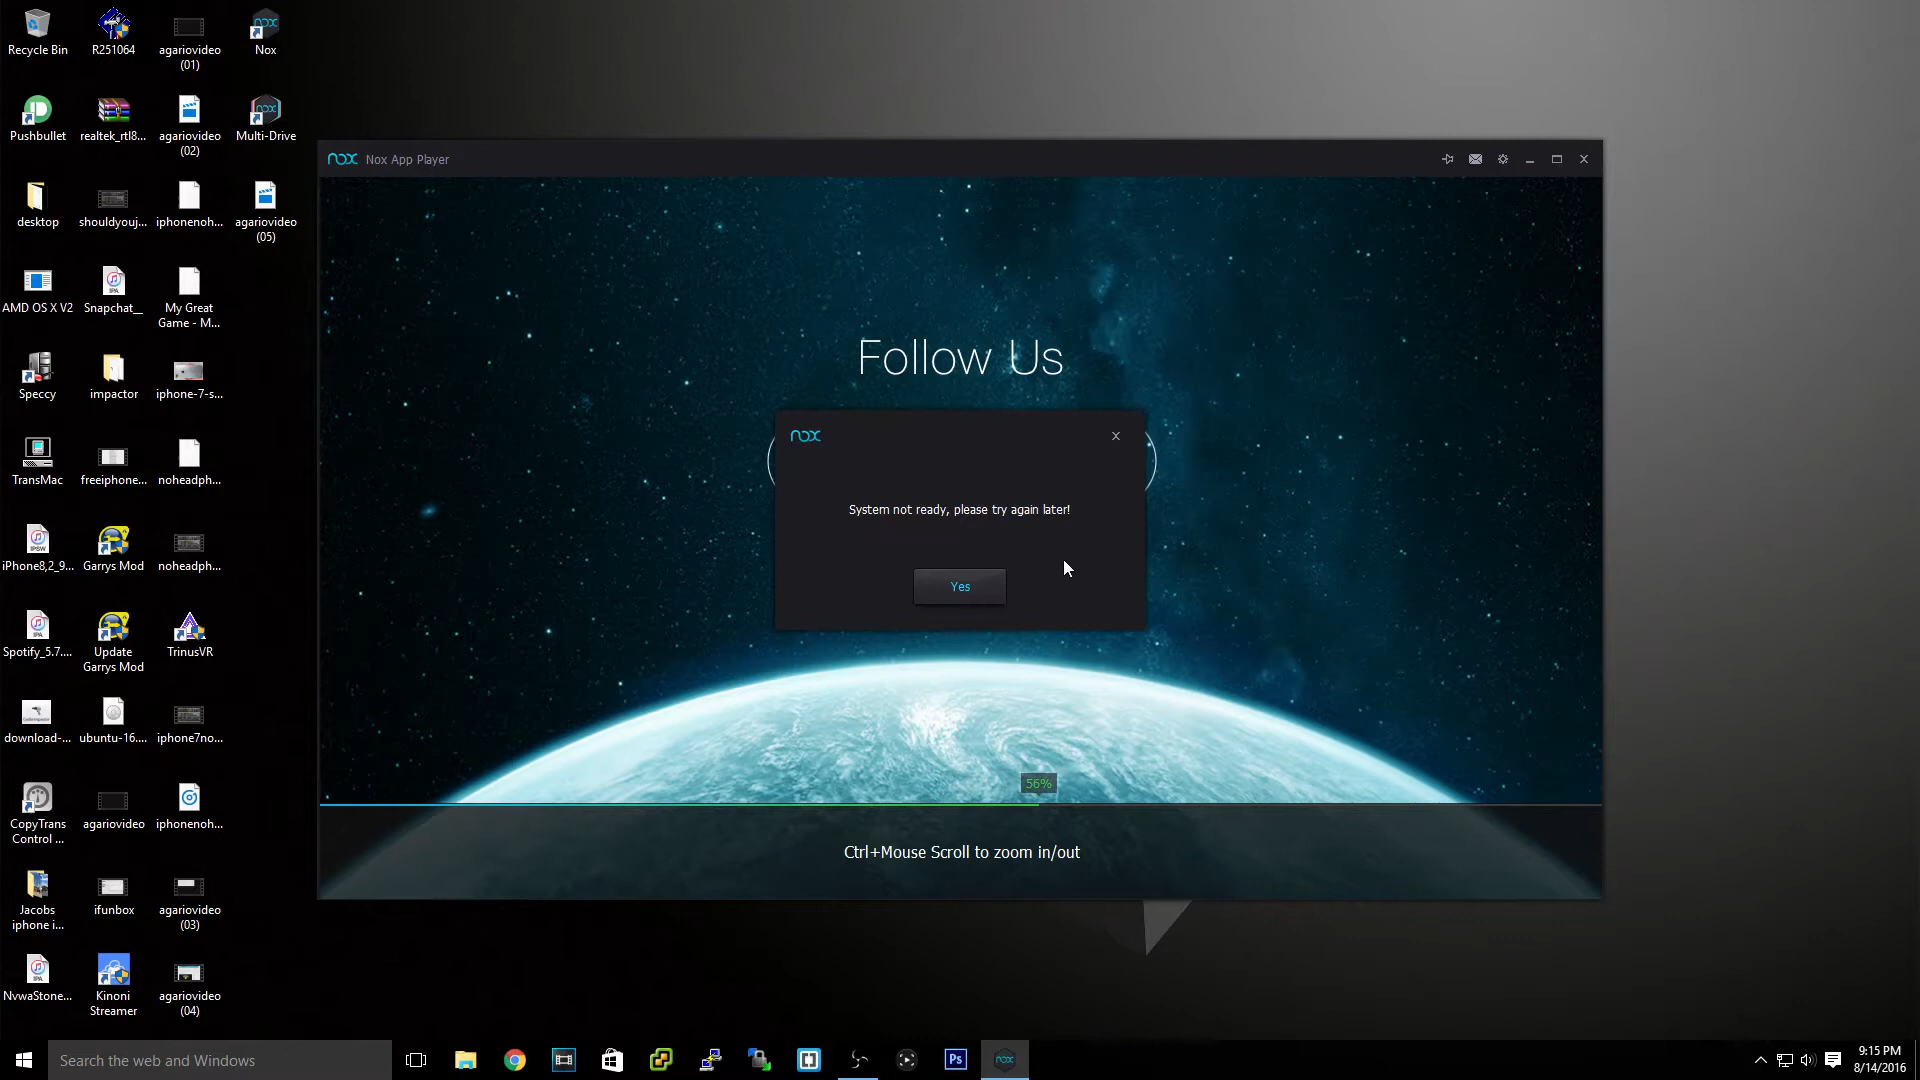 Recycle Bin
R251064
agariovideo
(01)
Nox
Pushbullet
realtek_rtl8...
agariovideo
(02)
Multi-Drive
desktop
shouldyouj...
iphonenoh...
agariovideo
(05)
AMD OS X V2
Snapchat__
My Great
Game - M...
Speccy
impactor
iphone-7-s...
TransMac
freeiphone...
noheadph...
iPhone8,2_9...
Garrys Mod
noheadph...
Spotify_5.7....
Update
Garrys Mod
TrinusVR
download-...
ubuntu-16....
iphone7no...
CopyTrans
Control ...
agariovideo
iphonenoh...
Jacobs
iphone i...
ifunbox
agariovideo
(03)
NvwaStone...
Kinoni
Streamer
agariovideo
(04)
nox Nox App Player
Follow Us
nox
System not ready, please try again later!
Yes
56%
Ctrl+Mouse Scroll to zoom in/out
Search the web and Windows
Ps
nox
9:15 PM
8/14/2016